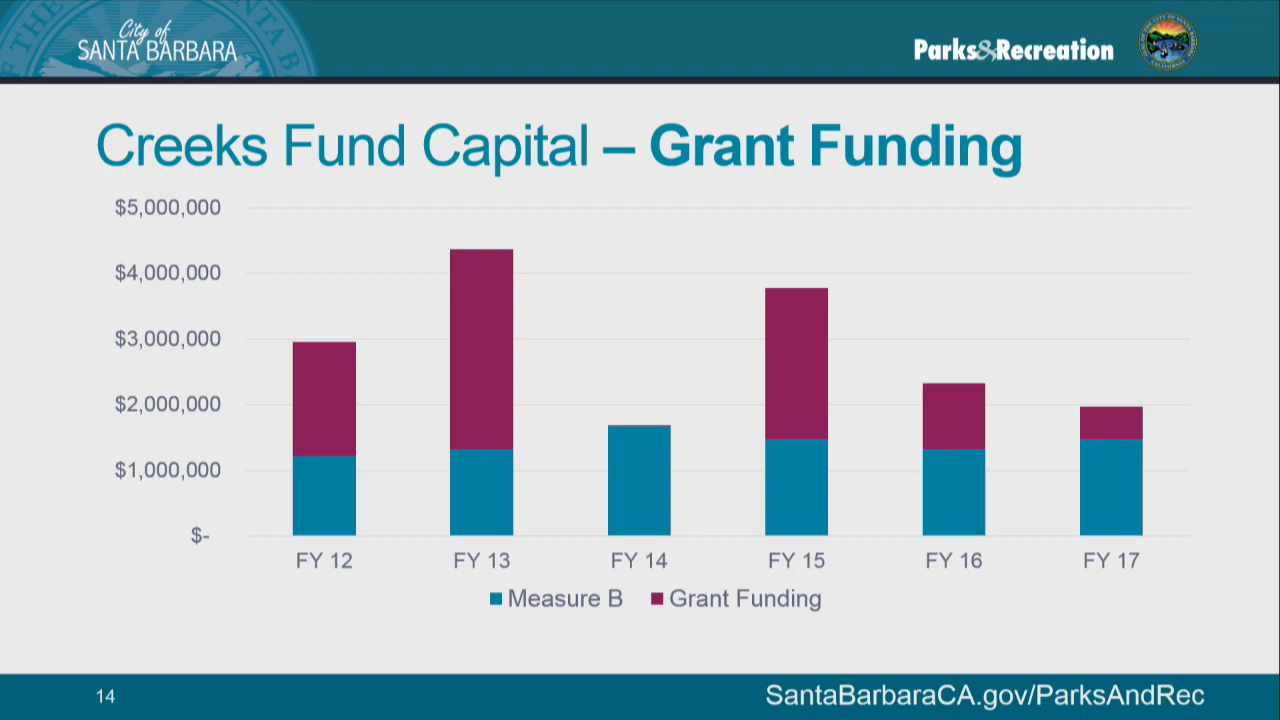 City of
SANTA BARBARA
Parks&Recreation
Creeks Fund Capital – Grant Funding
$5,000,000
$4,000,000
$3,000,000
$2,000,000
$1,000,000
$-
FY 12 FY 13 FY 14 FY 15 FY 16 FY 17
Measure B Grant Funding
14
SantaBarbaraCA.gov/ParksAndRec